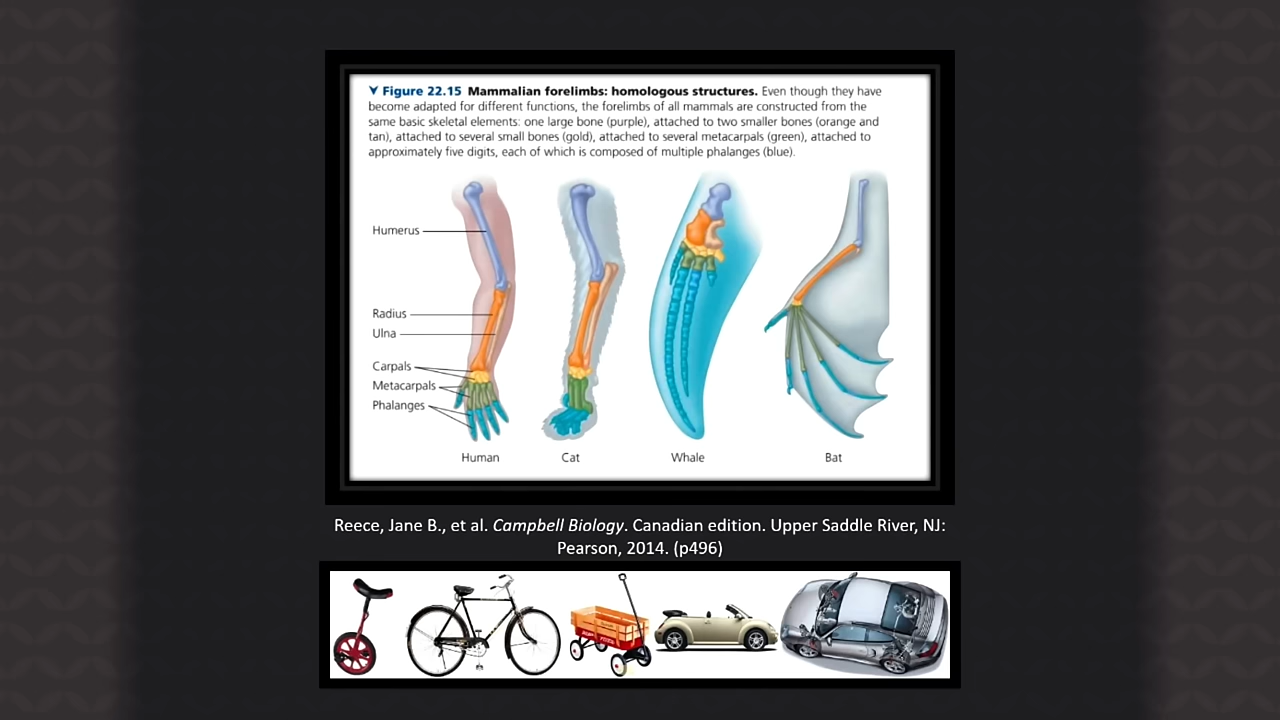 ▼ Figure 22.15 Mammalian forelimbs: homologous structures. Even though they have
become adapted for different functions, the forelimbs of all mammals are constructed from the
same basic skeletal elements: one large bone (purple), attached to two smaller bones (orange and
tan), attached to several small bones (gold), attached to several metacarpals (green), attached to
approximately five digits, each of which is composed of multiple phalanges (blue).
Humerus
Radius
Ulna
Carpals
Metacarpals
Phalanges
Human
Cat
Whale
Bat
Reece, Jane B., et al. Campbell Biology. Canadian edition. Upper Saddle River, NJ:
Pearson, 2014. (p496)